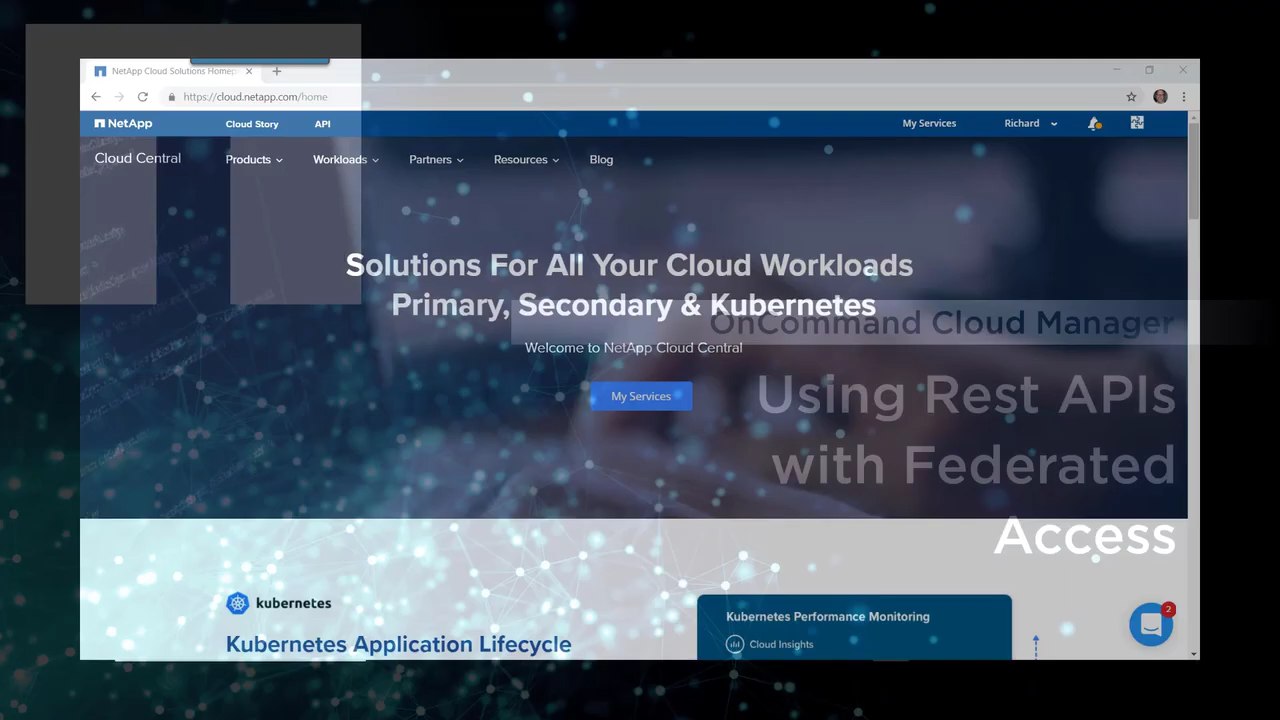 NetApp Cloud Solutions Homep
https://cloud.netapp.com/home
NetApp
Cloud Story
API
My Services
Richard
Cloud Central
Products
Workloads
Partners
Resources
Blog
Solutions For All Your Cloud Workloads
Primary, Secondary & Kubernetes
Welcome to NetApp Cloud Central
My Services
OnCommand Cloud Manager
Using Rest APIs
with Federated
Access
kubernetes
Kubernetes Application Lifecycle
Kubernetes Performance Monitoring
Cloud Insights
2